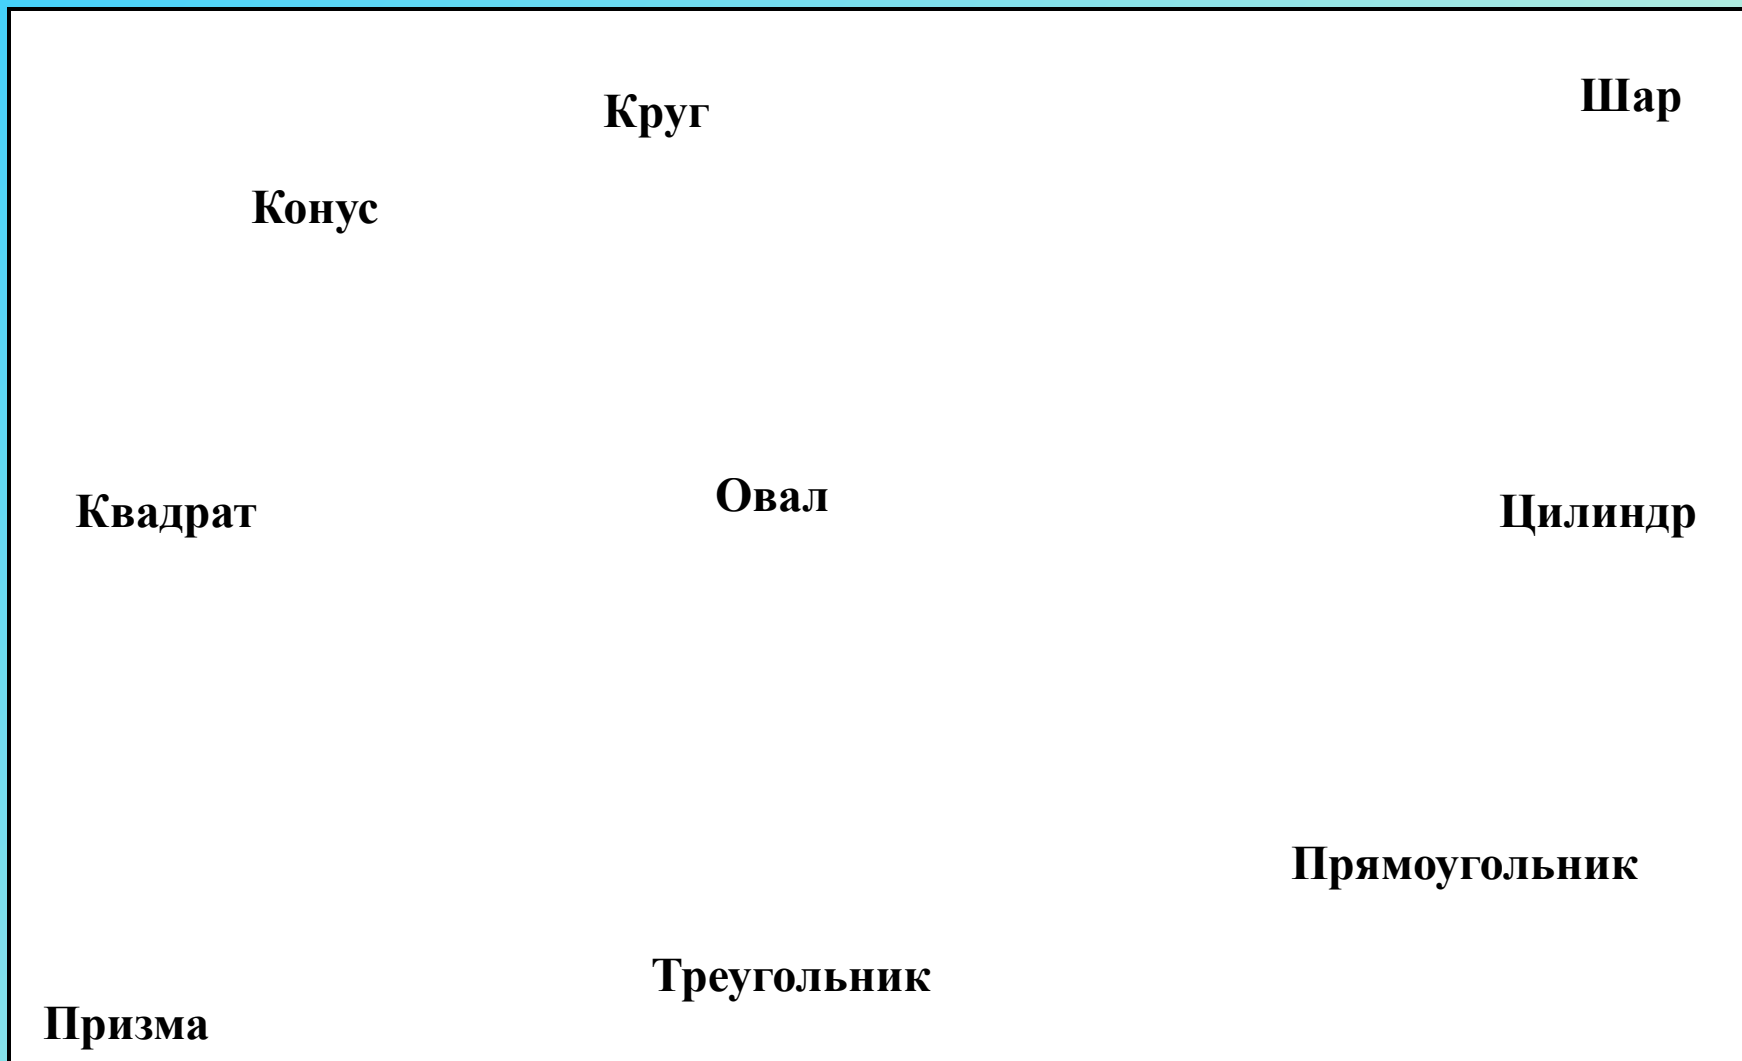 Круг
Шар
Конус
Квадрат
Овал
Цилиндр
Прямоугольник
Треугольник
Призма